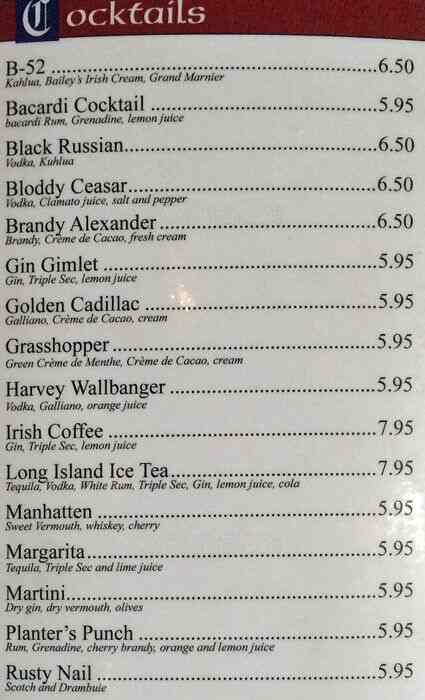 Cocktails
B-52 ........................................................6.50
Kahlua, Bailey's Irish Cream, Grand Marnier
Bacardi Cocktail .......................................5.95
bacardi Rum, Grenadine, lemon juice
Black Russian............................................6.50
Vodka, Kuhlua
Bloddy Ceasar...........................................6.50
Vodka, Clamato juice, salt and pepper
Brandy Alexander .....................................6.50
Brandy, Crème de Cacao, fresh cream
Gin Gimlet ................................................5.95
Gin, Triple Sec, lemon juice
Golden Cadillac ........................................5.95
Galliano, Crème de Cacao, cream
Grasshopper ..............................................5.95
Green Crème de Menthe, Crème de Cacao, cream
Harvey Wallbanger ...................................5.95
Vodka, Galliano, orange juice
Irish Coffee ...............................................7.95
Gin, Triple Sec, lemon juice
Long Island Ice Tea...................................7.95
Tequila, Vodka, White Rum, Triple Sec, Gin, lemon juice, cola
Manhatten .................................................5.95
Sweet Vermouth, whiskey, cherry
Margarita...................................................5.95
Tequila, Triple Sec and lime juice
Martini.......................................................5.95
Dry gin, dry vermouth, olives
Planter's Punch .........................................5.95
Rum, Grenadine, cherry brandy, orange and lemon juice
Rusty Nail .................................................5.95
Scotch and Drambuie